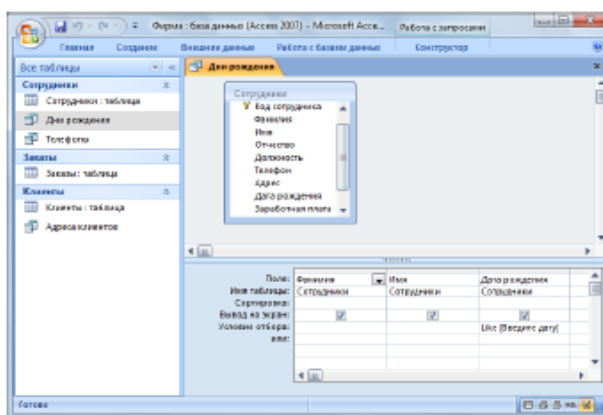 Фирма : база данных (Access 2007) - Microsoft Acce...
Работа с запросами
Главная Создание Внешние данные Работа с базами данных Конструктор
Все таблицы
Сотрудники
Сотрудники : таблица
Дни рождения
Телефоны
Заказы
Заказы : таблица
Клиенты
Клиенты : таблица
Адреса клиентов
Дни рождения
Сотрудники
Код сотрудника
Фамилия
Имя
Отчество
Должность
Телефон
Адрес
Дата рождения
Заработная плата
Поле: Фамилия Имя Дата рождения
Имя таблицы: Сотрудники Сотрудники Сотрудники
Сортировка:
Вывод на экран:
Условие отбора: Like [Введите дату]
или:
Готово